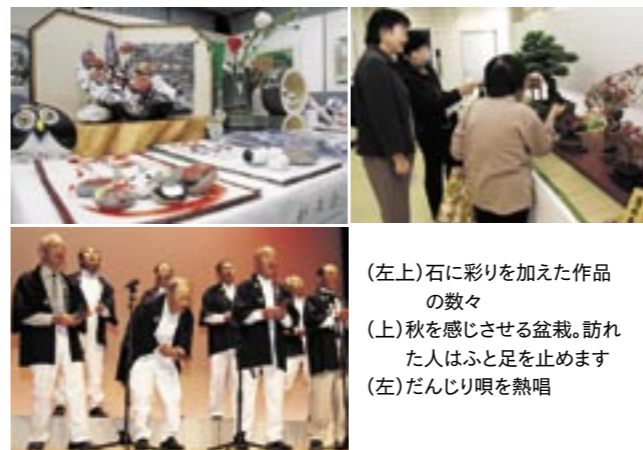 (左上)石に彩りを加えた作品
の数々
(上)秋を感じさせる盆栽。訪れ
た人はふと足を止めます
(左)だんじり唄を熱唱